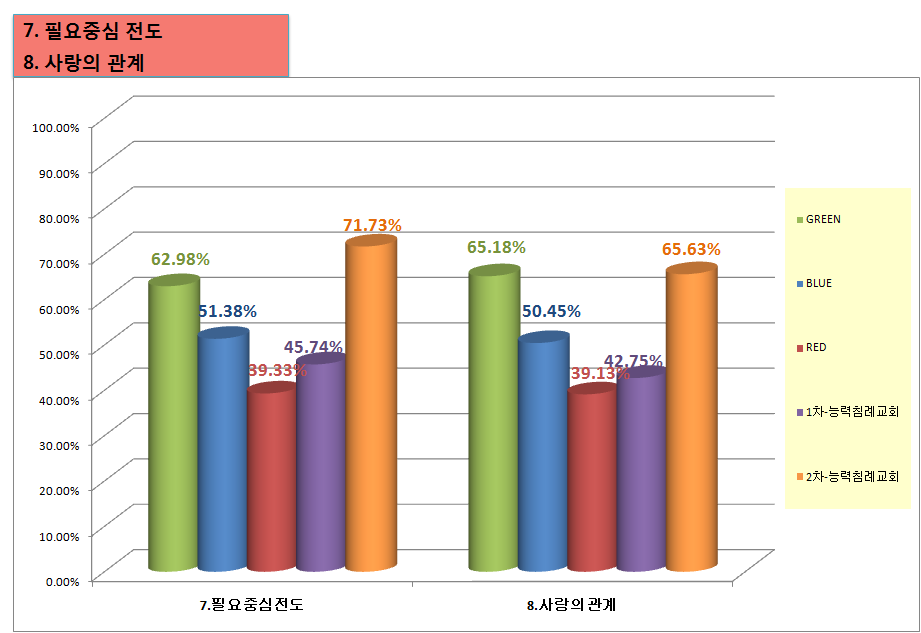 7. 필요중심 전도
8. 사랑의 관계
100.00%
90.00%
80.00%
70.00%
60.00%
50.00%
40.00%
30.00%
20.00%
10.00%
0.00%
62.98%
51.38%
39.33%
45.74%
71.73%
65.18%
50.45%
39.13%
42.75%
65.63%
7.필요중심전도
8.사랑의관계
GREEN
BLUE
RED
1차-능력침례교회
2차-능력침례교회